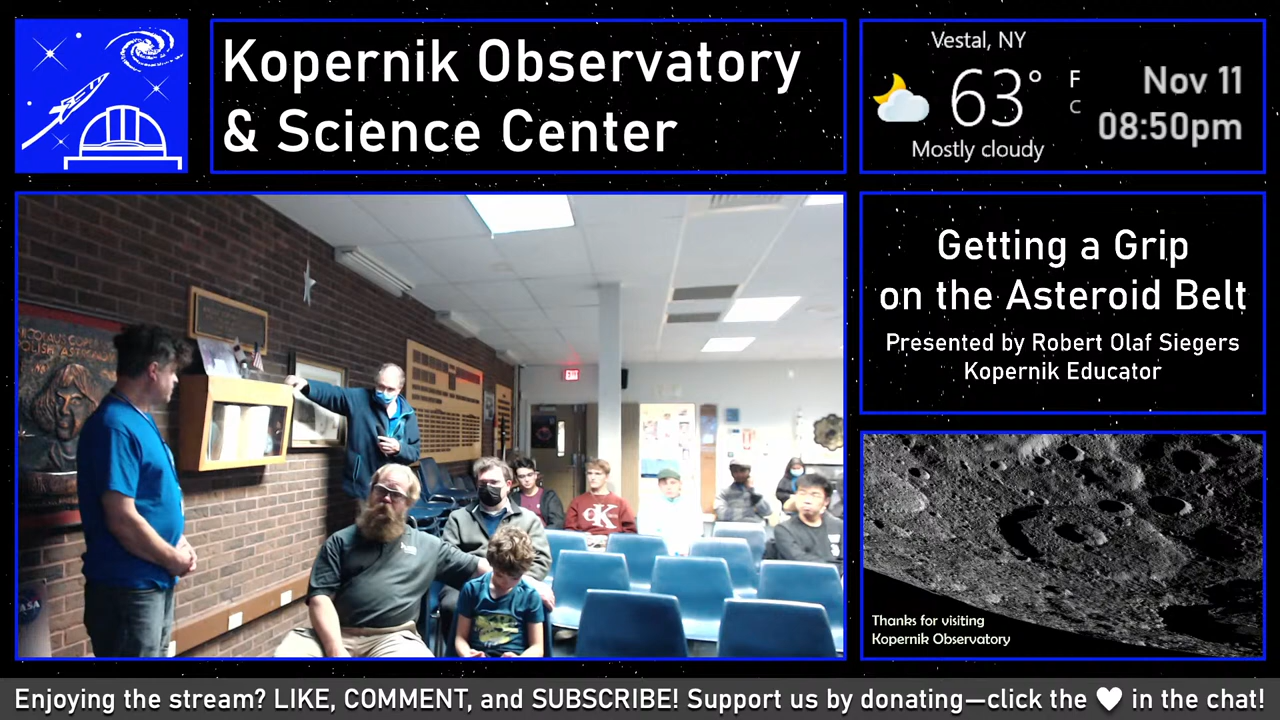 Kopernik Observatory
& Science Center
Vestal, NY
63°
F
C
Mostly cloudy
Nov 11
08:50pm
Getting a Grip
on the Asteroid Belt
Presented by Robert Olaf Siegers
Kopernik Educator
EXIT
NASA
Thanks for visiting
Kopernik Observatory
Enjoying the stream? LIKE, COMMENT, and SUBSCRIBE! Support us by donating—click the ♥ in the chat!